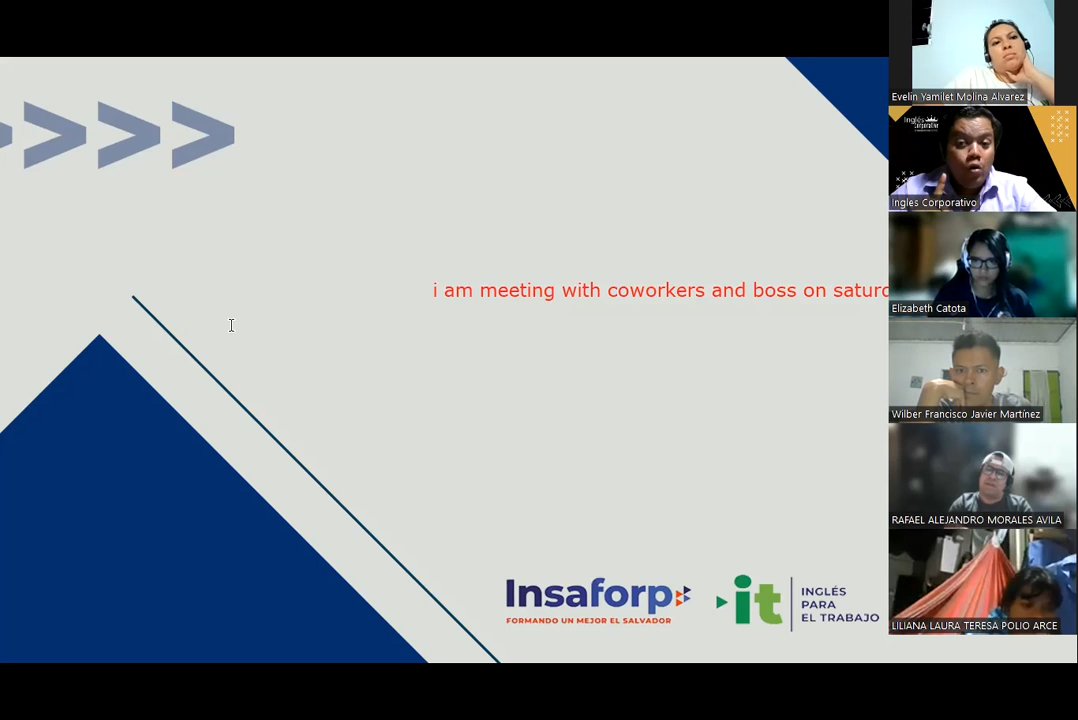 Evelin Yamilet Molina Alvarez
Inglés
Ingles Corporativo
i am meeting with coworkers and boss on
Elizabeth Catota
Wilber Francisco Javier Martínez
RAFAEL ALEJANDRO MORALES AVILA
Insaforp
FORMANDO UN MEJOR EL SALVADOR
it
INGLÉS
PARA
EL TRABAJO
LILIANA LAURA TERESA POLIO ARCE